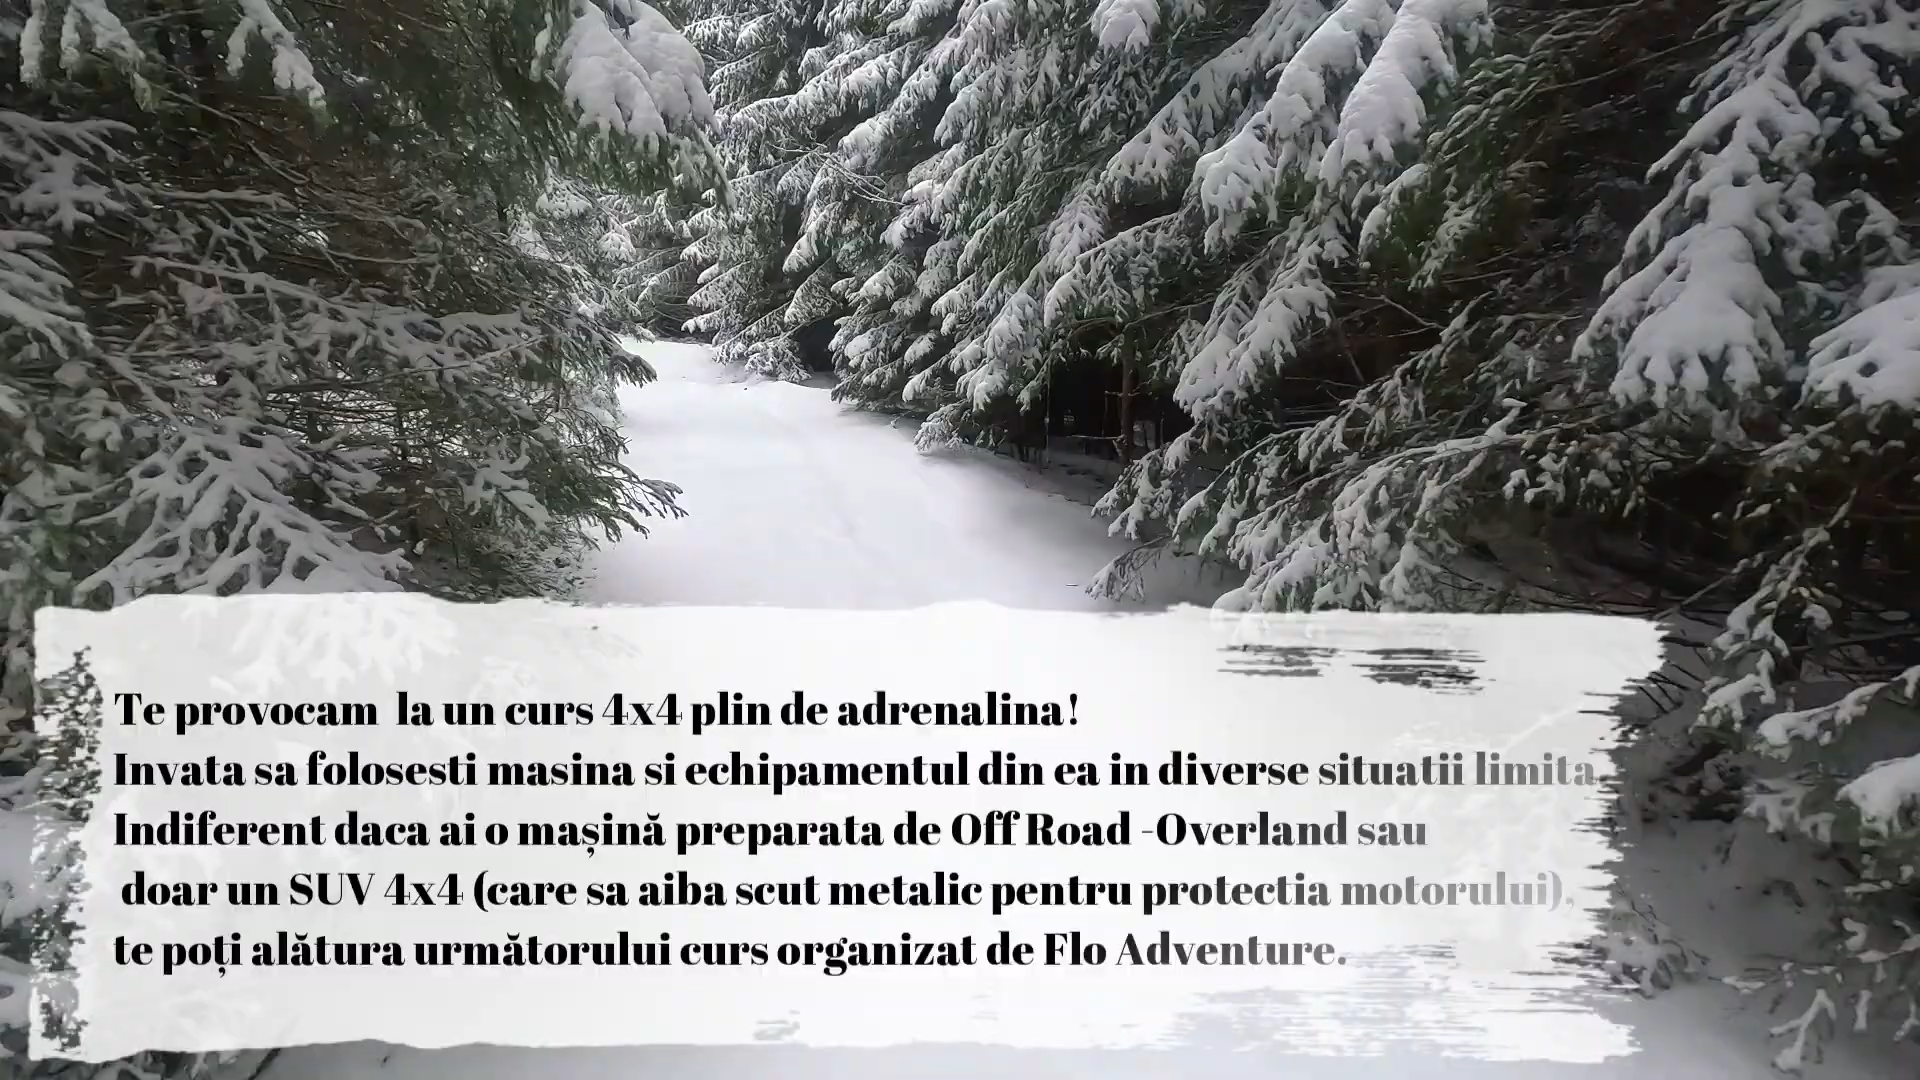 Te provocam la un curs 4x4 plin de adrenalina!
Invata sa folosesti masina si echipamentul din ea in diverse situatii limita.
Indiferent daca ai o mașină preparata de Off Road -Overland sau
doar un SUV 4x4 (care sa aiba scut metalic pentru protectia motorului),
te poți alătura următorului curs organizat de Flo Adventure.